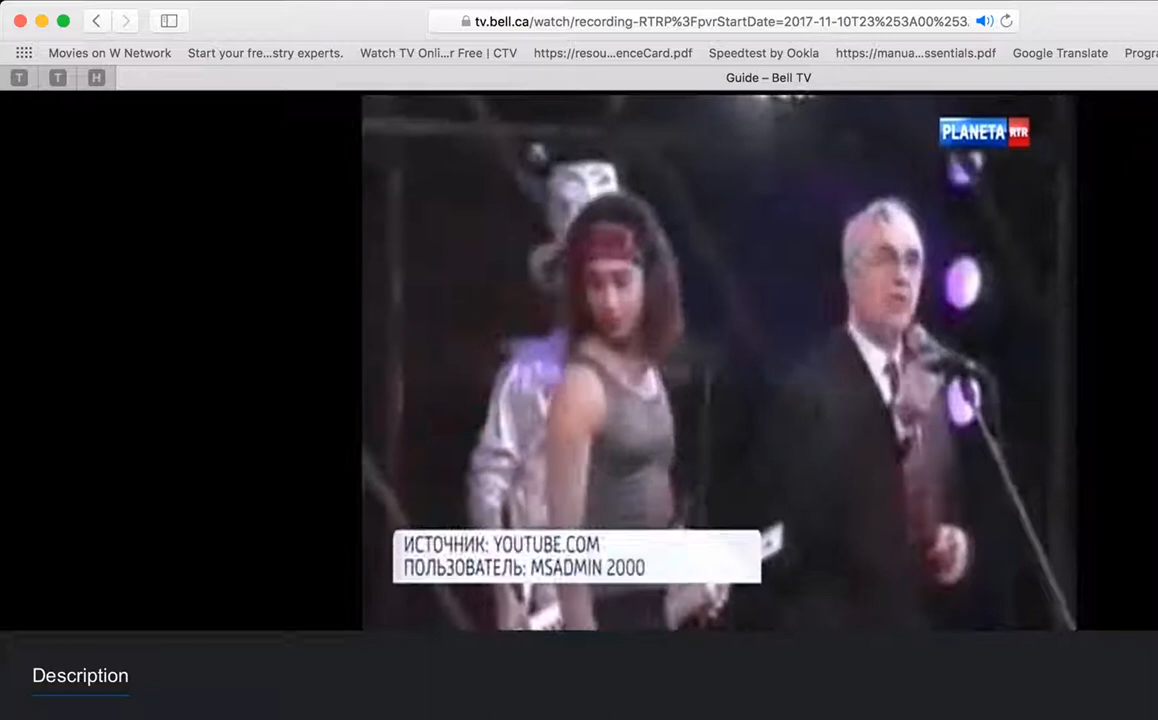 tv.bell.ca/watch/recording-RTRP%3FpvrStartDate=2017-11-10T23%253A00%253.
Movies on W Network Start your fre...stry experts. Watch TV Onli...r Free | CTV https://resou...enceCard.pdf Speedtest by Ookla https://manua...ssentials.pdf Google Translate Progra
T T H Guide – Bell TV
PLANETA RTR
ИСТОЧНИК: YOUTUBE.COM
ПОЛЬЗОВАТЕЛЬ: MSADMIN 2000
Description